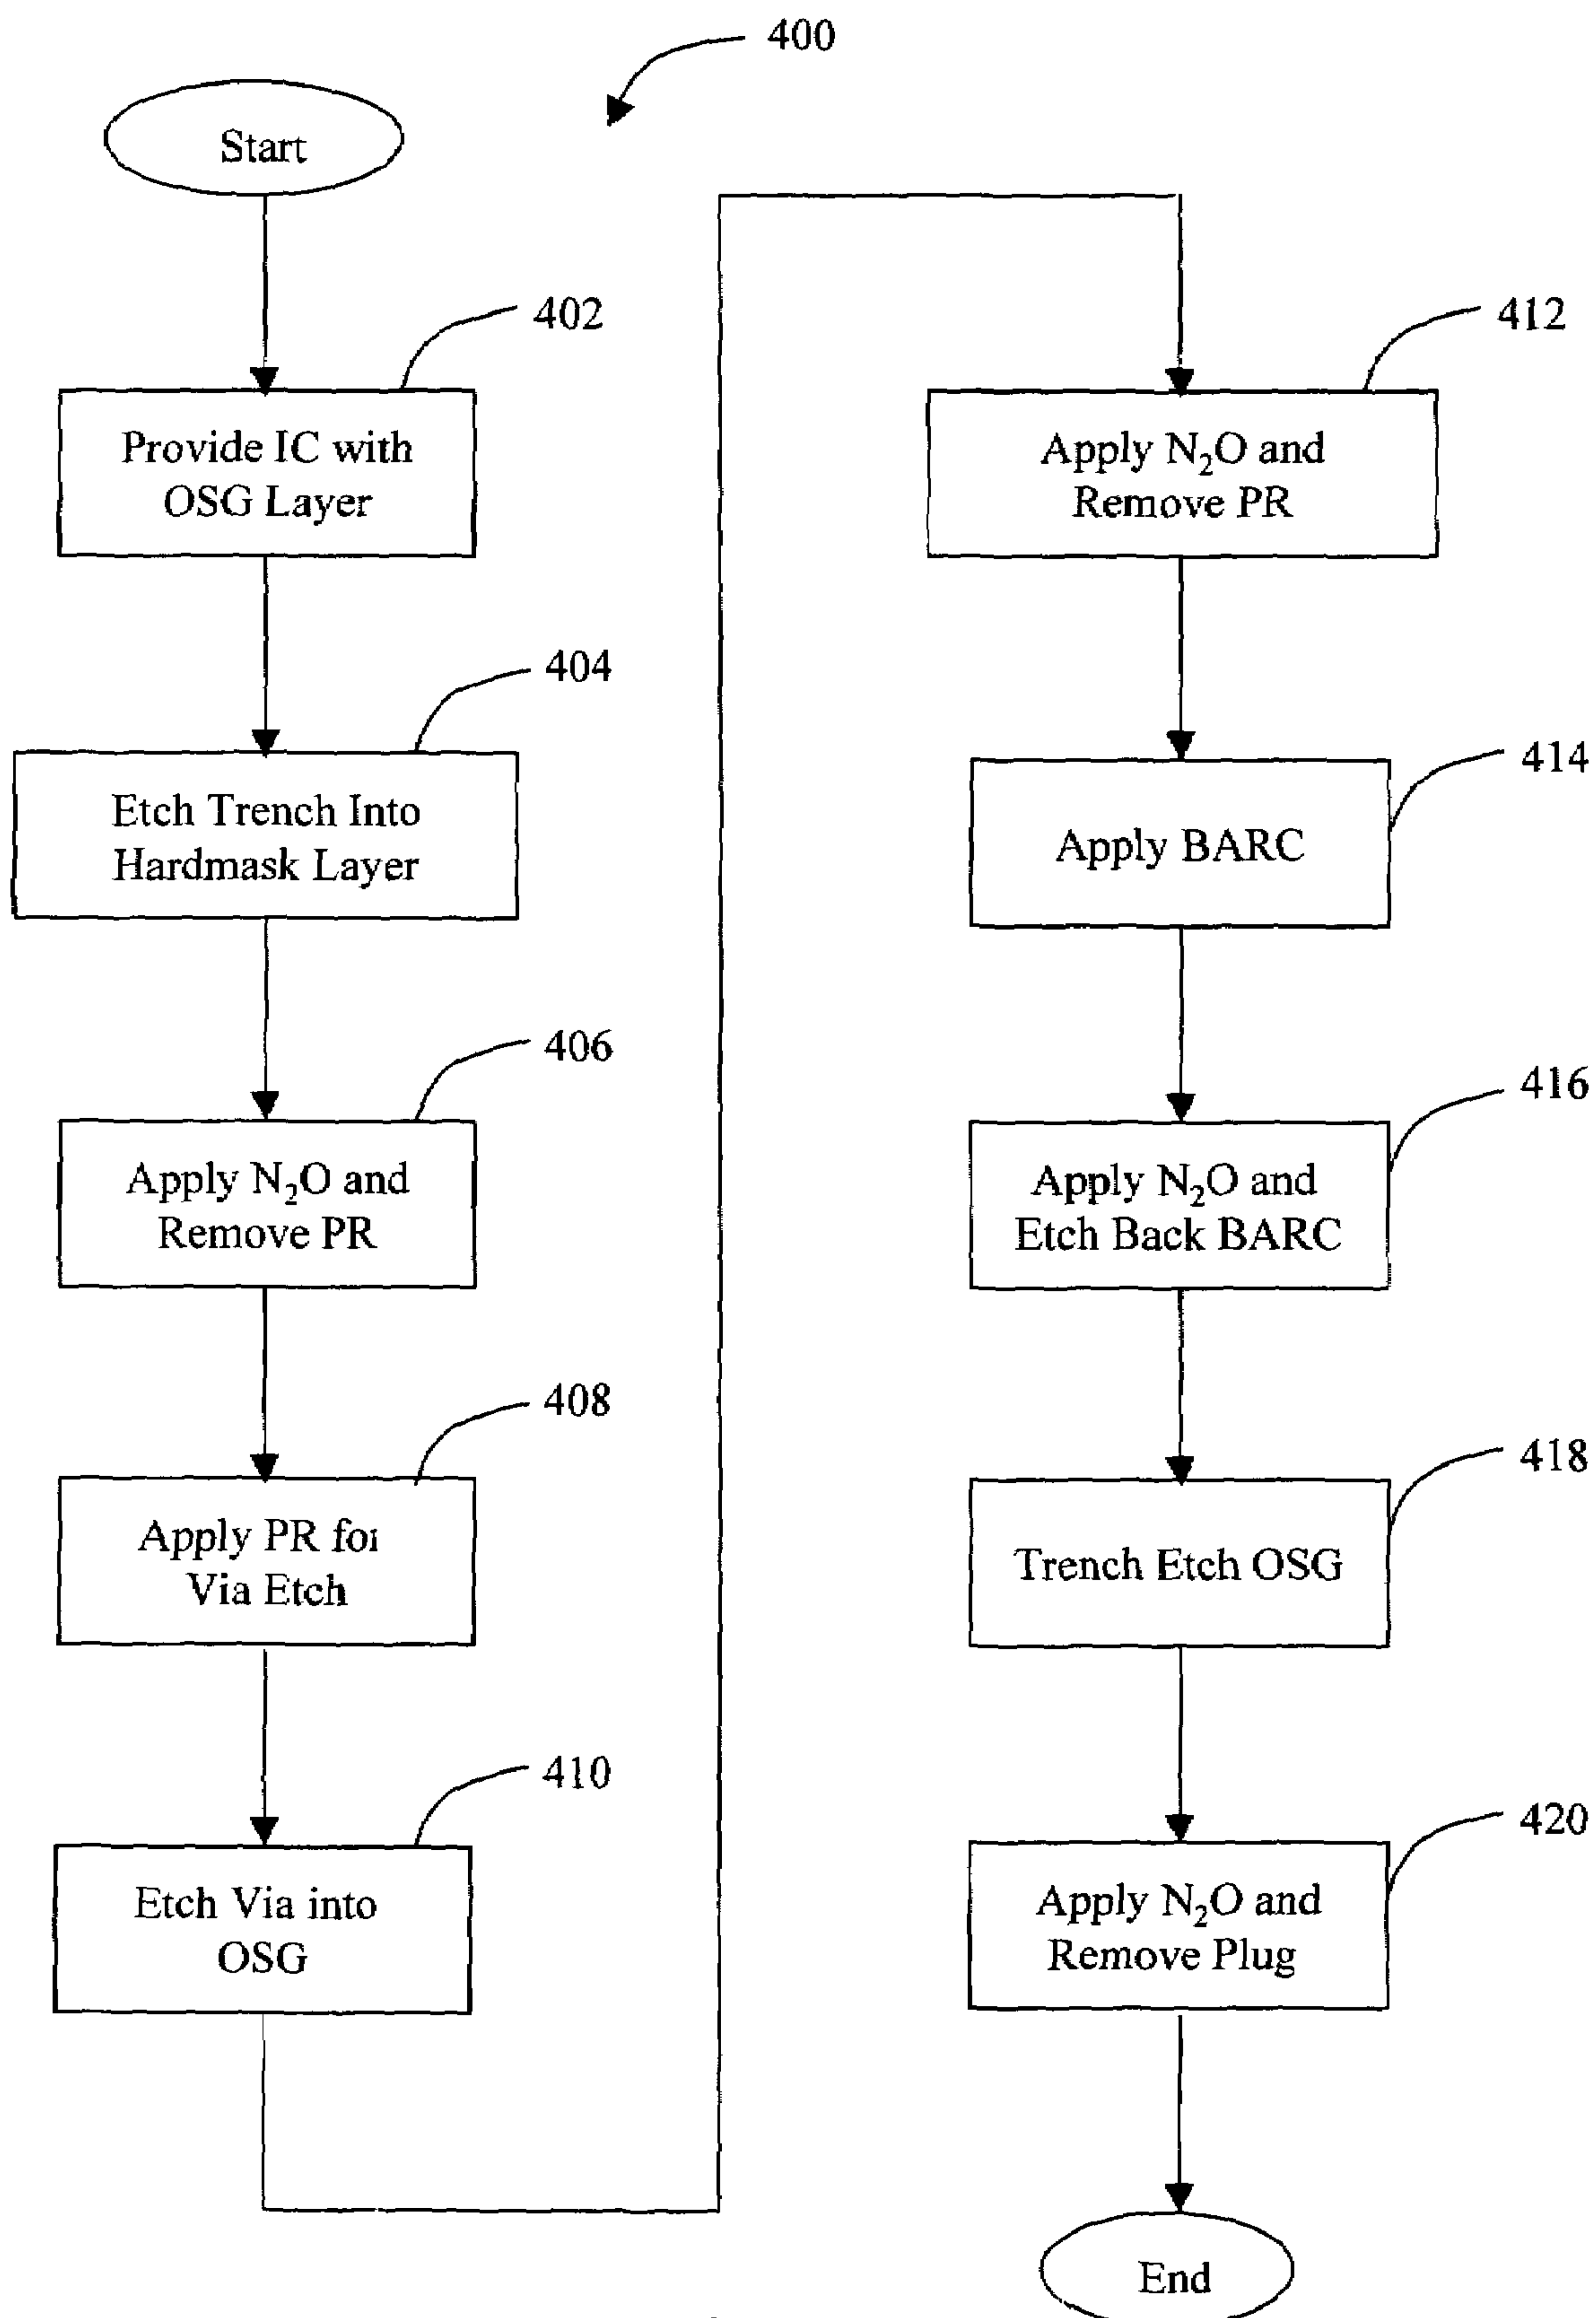 400
Start
402
Provide IC with
OSG Layer
404
Etch Trench Into
Hardmask Layer
406
Apply N₂O and
Remove PR
408
Apply PR for
Via Etch
410
Etch Via into
OSG
412
Apply N₂O and
Remove PR
414
Apply BARC
416
Apply N₂O and
Etch Back BARC
418
Trench Etch OSG
420
Apply N₂O and
Remove Plug
End